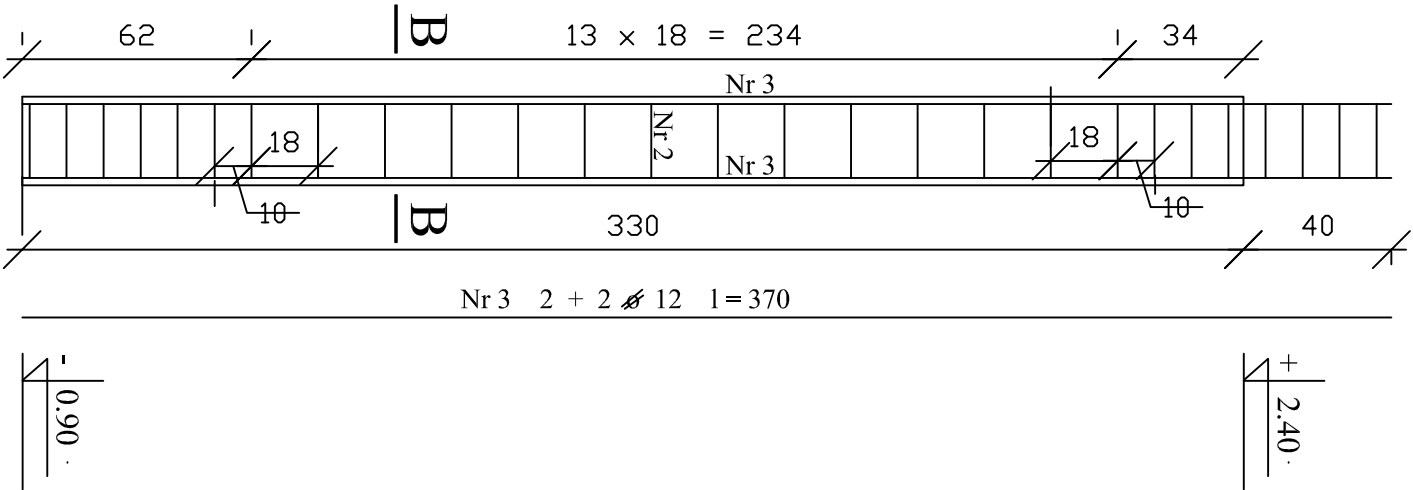 62 B 13 x 18 = 234 34
Nr 3
18 Nr 2 18
Nr 3
10 B 10
330 40
Nr 3 2 + 2 ø 12 l = 370
- 0.90
+ 2.40